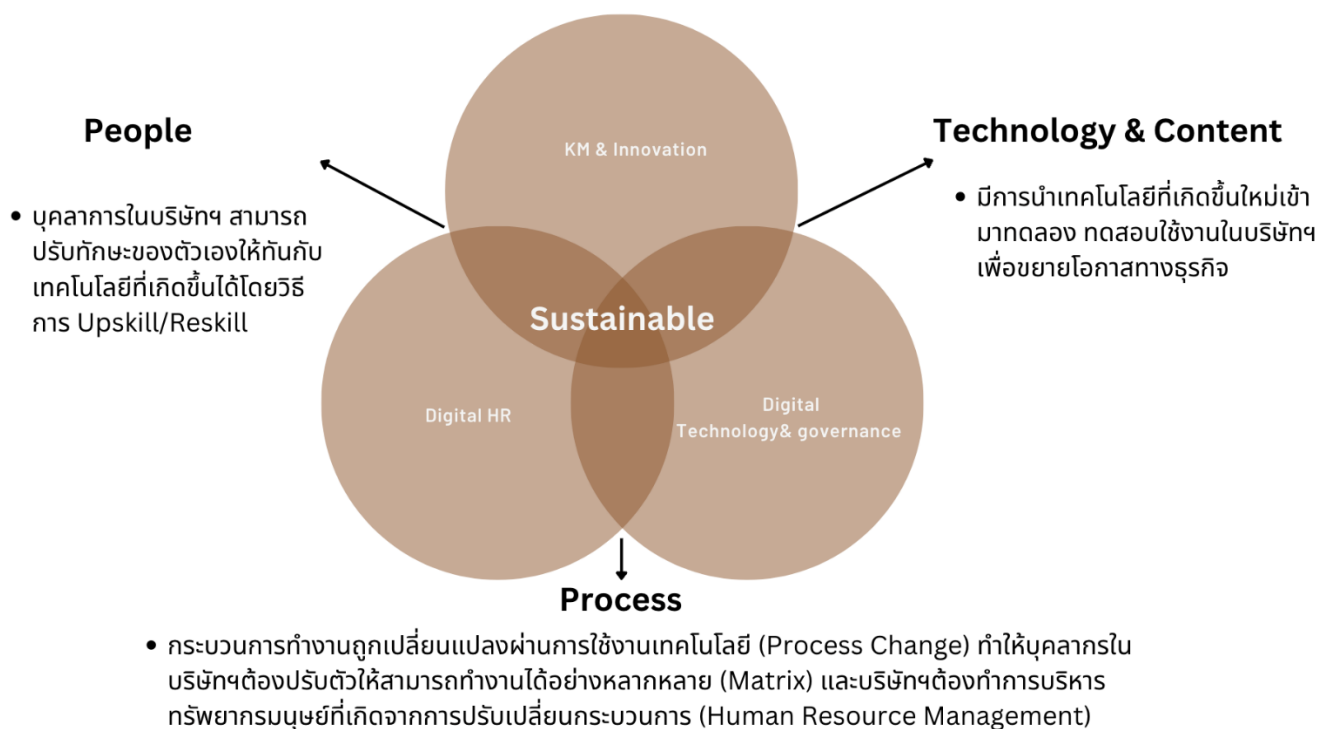 KM & Innovation
People
• บุคลาการในบริษัทฯ สามารถ
ปรับทักษะของตัวเองให้ทันกับ
เทคโนโลยีที่เกิดขึ้นได้โดยวิธี
การ Upskill/Reskill
Technology & Content
• มีการนำเทคโนโลยีที่เกิดขึ้นใหม่เข้า
มาทดลอง ทดสอบใช้งานในบริษัทฯ
เพื่อขยายโอกาสทางธุรกิจ
Sustainable
Digital HR
Digital
Technology& governance
Process
• กระบวนการทำงานถูกเปลี่ยนแปลงผ่านการใช้งานเทคโนโลยี (Process Change) ทำให้บุคลากรใน
บริษัทฯต้องปรับตัวให้สามารถทำงานได้อย่างหลากหลาย (Matrix) และบริษัทฯต้องทำการบริหาร
ทรัพยากรมนุษย์ที่เกิดจากการปรับเปลี่ยนกระบวนการ (Human Resource Management)